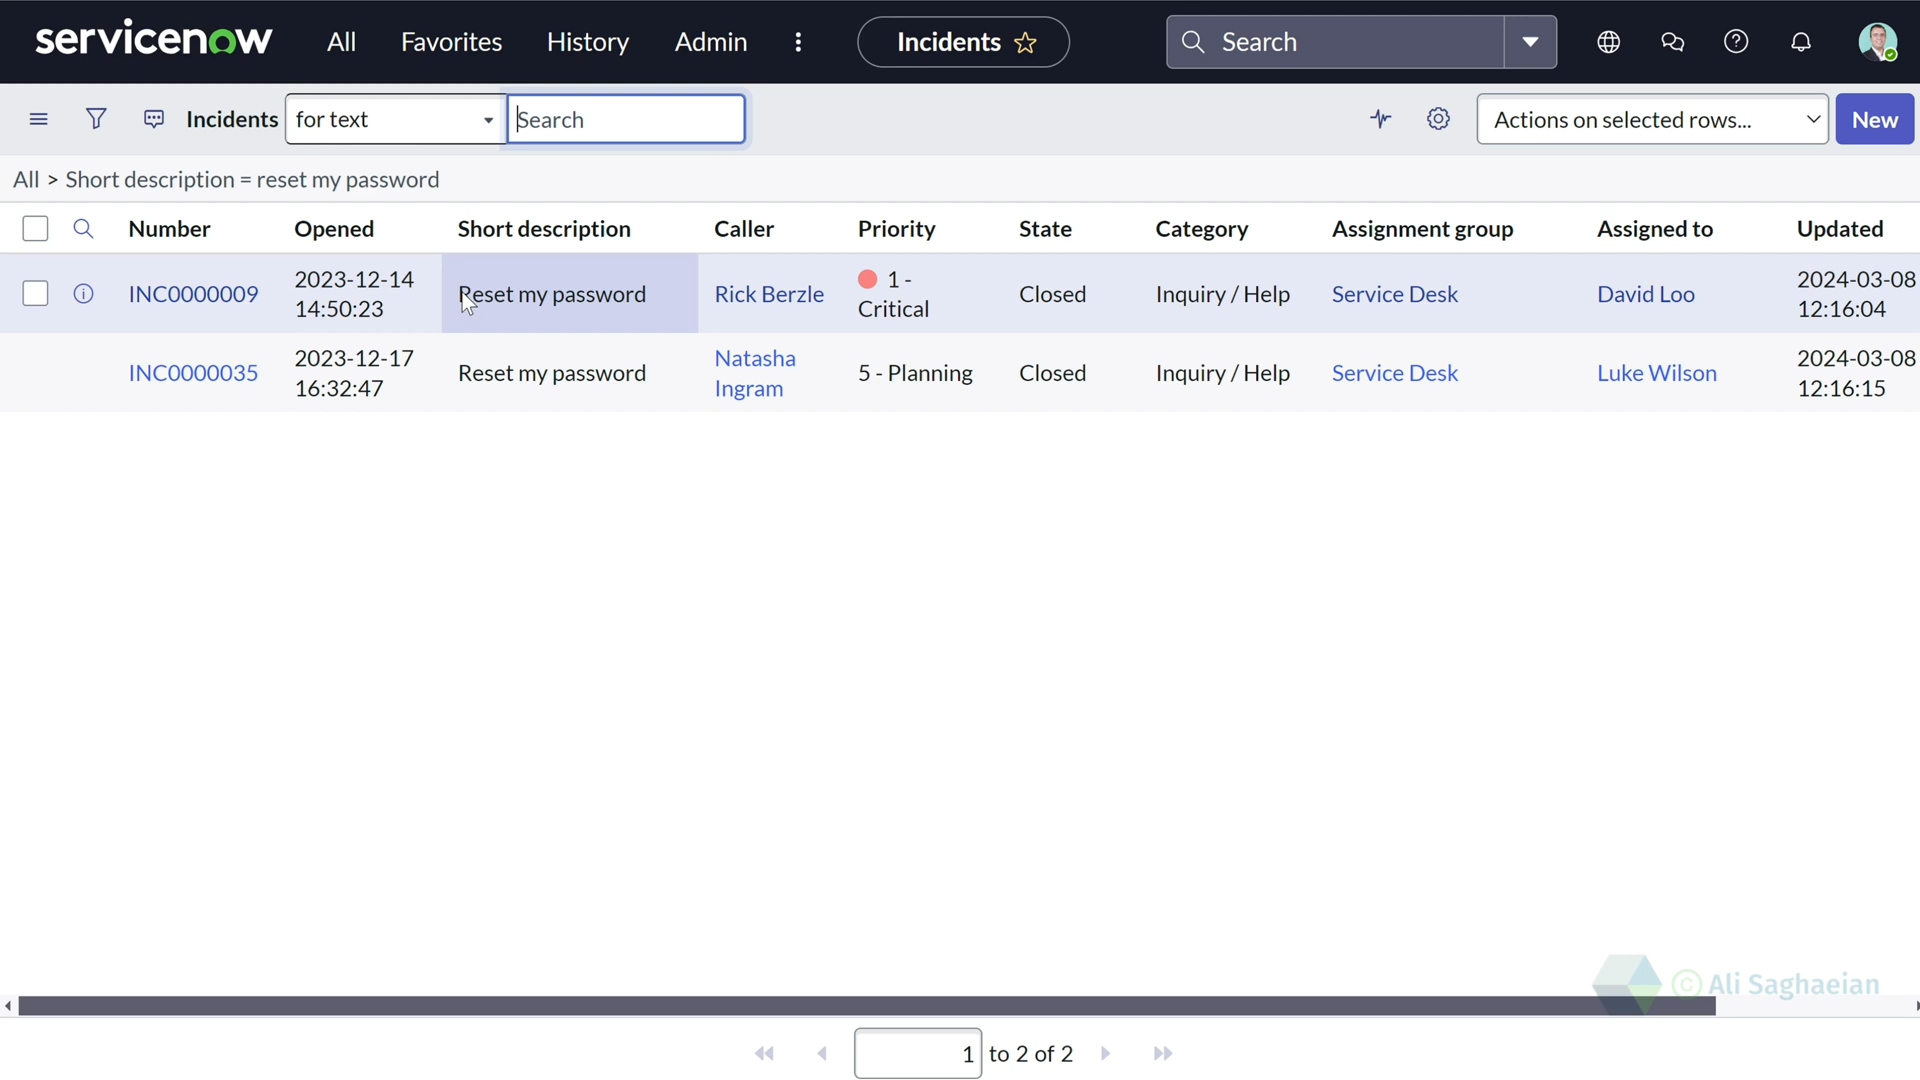 servicenow All Favorites History Admin Incidents Search
Incidents for text Search Actions on selected rows... New
All > Short description = reset my password
Number Opened Short description Caller Priority State Category Assignment group Assigned to Updated
INC0000009 2023-12-14 14:50:23 Reset my password Rick Berzle 1 - Critical Closed Inquiry / Help Service Desk David Loo 2024-03-08 12:16:04
INC0000035 2023-12-17 16:32:47 Reset my password Natasha Ingram 5 - Planning Closed Inquiry / Help Service Desk Luke Wilson 2024-03-08 12:16:15
© Ali Saghaeian
1 to 2 of 2